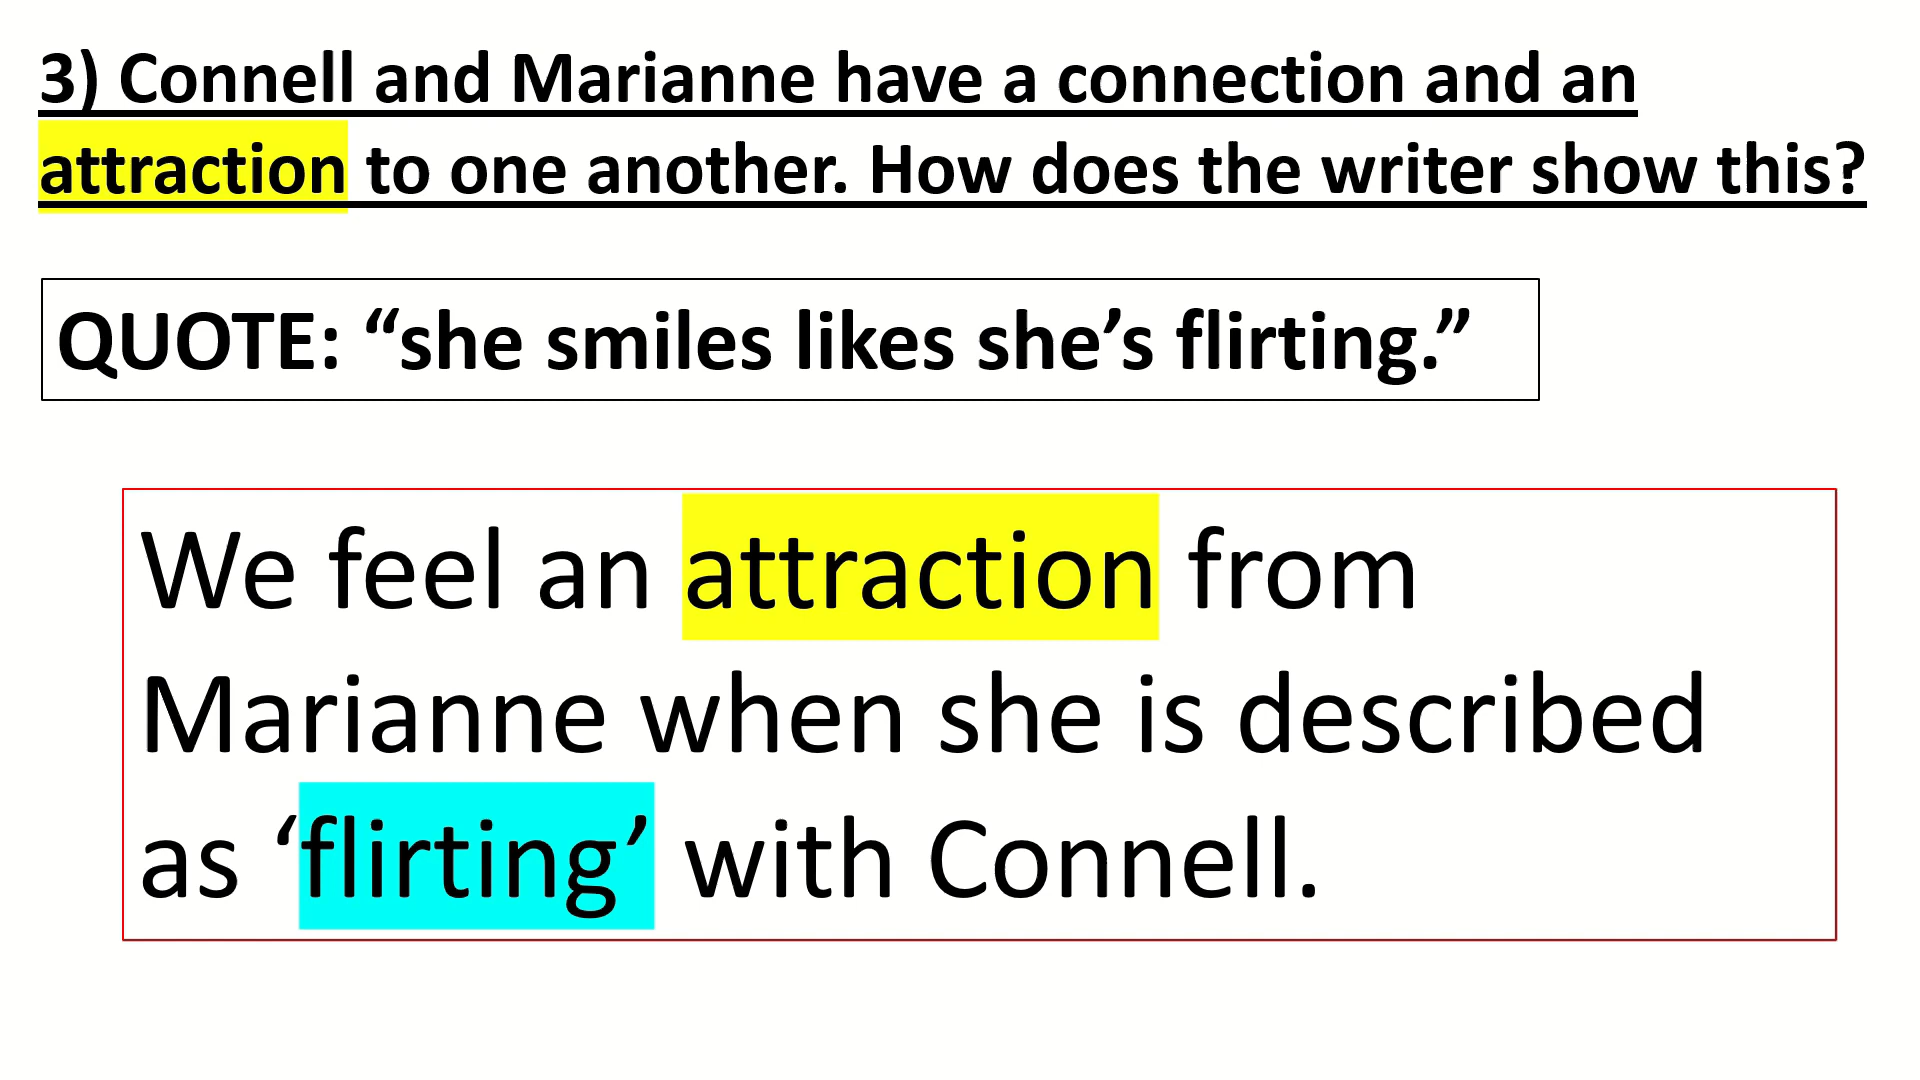 3) Connell and Marianne have a connection and an
attraction to one another. How does the writer show this?
QUOTE: “she smiles likes she’s flirting.”
We feel an attraction from
Marianne when she is described
as ‘flirting’ with Connell.